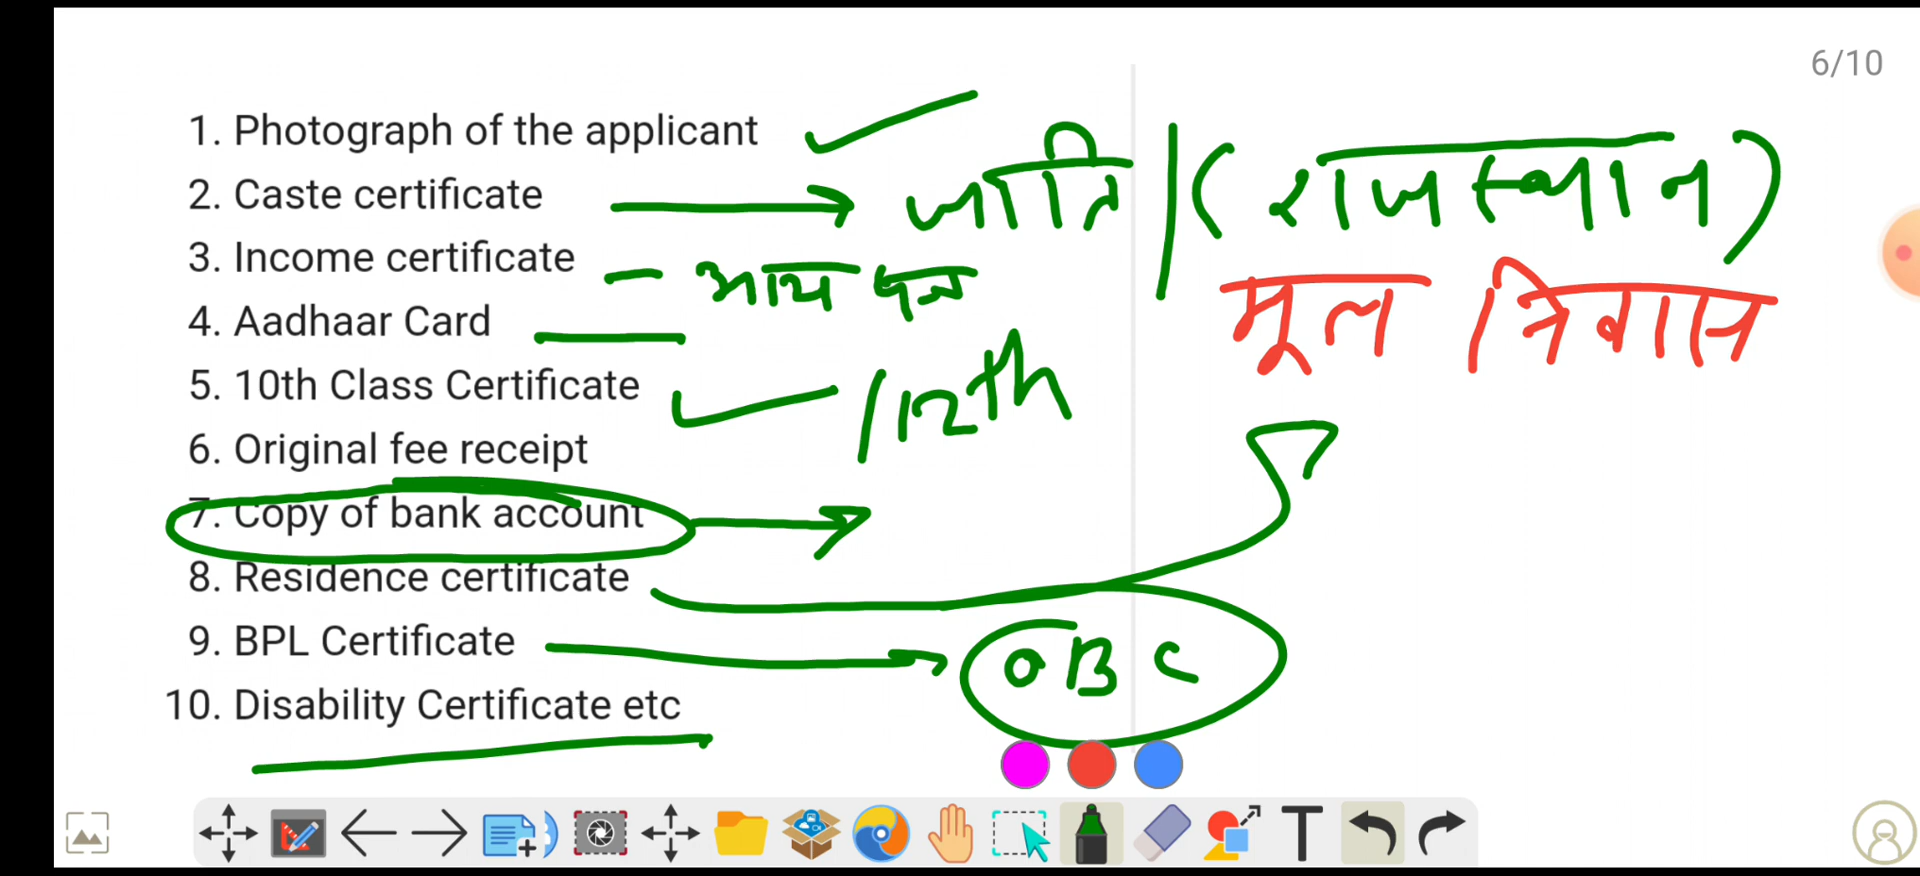 6/10
1. Photograph of the applicant
2. Caste certificate जाति (राजस्थान)
3. Income certificate आय पत्र
मूल निवास
4. Aadhaar Card
5. 10th Class Certificate /12th
6. Original fee receipt
7. Copy of bank account
8. Residence certificate
9. BPL Certificate OBC
10. Disability Certificate etc
T